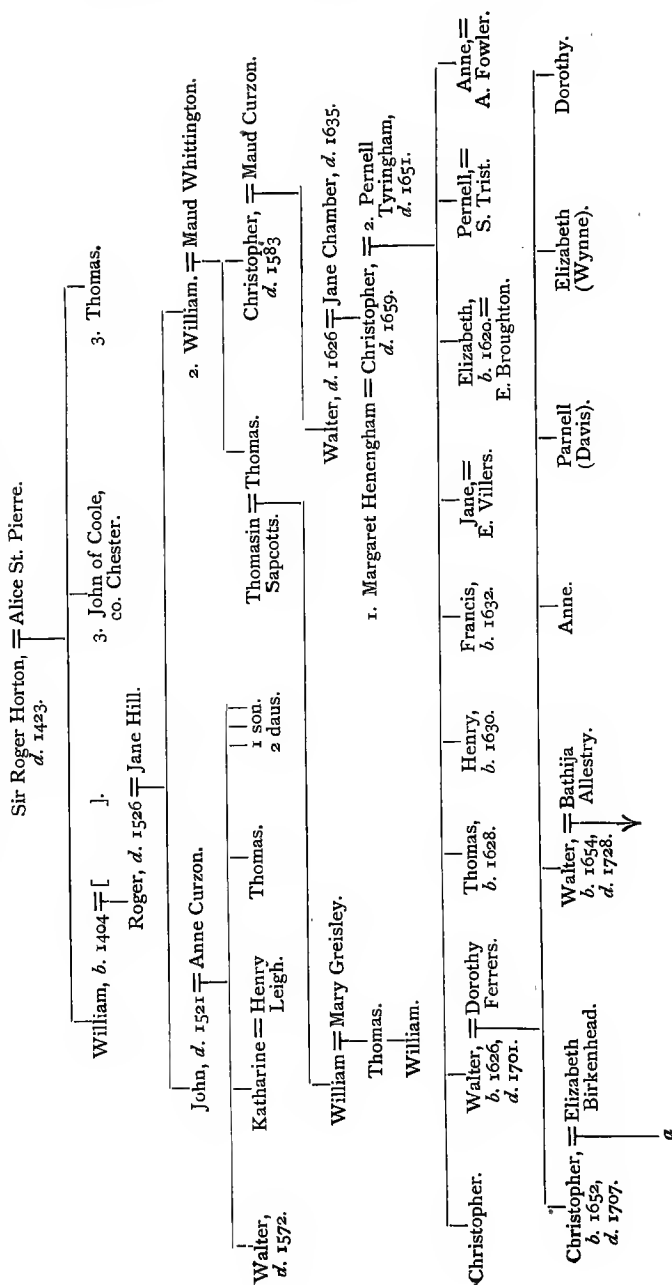 Sir Roger Horton, = Alice St. Pierre.
d. 1423.
William, b. 1404 = [ ].
3. John of Coole,
co. Chester.
3. Thomas.
Roger, d. 1526 = Jane Hill.
John, d. 1521 = Anne Curzon.
2. William. = Maud Whittington.
Walter,
d. 1572.
Katharine = Henry
Leigh.
Thomas.
1 son.
2 daus.
Thomasin = Thomas.
Sapcotts.
Christopher, = Maud Curzon.
d. 1583
William = Mary Greisley.
Thomas.
William.
Walter, d. 1626 = Jane Chamber, d. 1635.
1. Margaret Henengham = Christopher, = 2. Pernell
d. 1659. Tyringham,
d. 1651.
Christopher.
Walter, = Dorothy
b. 1626, Ferrers.
d. 1701.
Thomas,
b. 1628.
Henry,
b. 1630.
Francis,
b. 1632.
Jane, =
E. Villers.
Elizabeth,
b. 1620. =
E. Broughton.
Pernell, =
S. Trist.
Anne, =
A. Fowler.
Christopher, = Elizabeth
b. 1652, Birkenhead.
d. 1707.
Walter, = Bathija
b. 1654, Allestry.
d. 1728.
Anne.
Parnell
(Davis).
Elizabeth
(Wynne).
Dorothy.
a